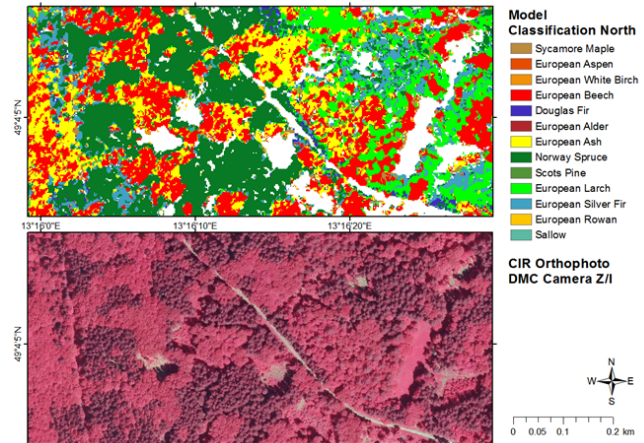 Model
Classification North
Sycamore Maple
European Aspen
European White Birch
European Beech
Douglas Fir
European Alder
European Ash
Norway Spruce
Scots Pine
European Larch
European Silver Fir
European Rowan
Sallow
49°4'5"N
13°16'0"E
13°16'10"E
13°16'20"E
CIR Orthophoto
DMC Camera Z/I
49°4'5"N
N
W
E
S
0 0.05 0.1 0.2 km